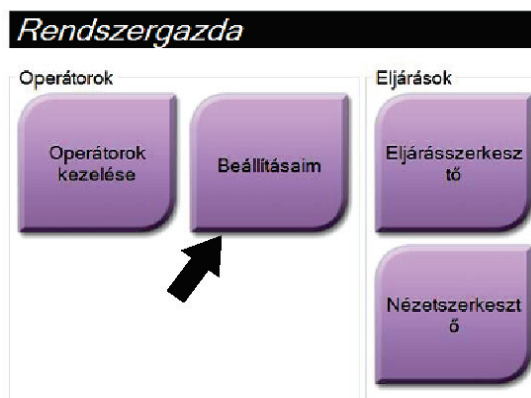 Rendszergazda
Operátorok
Operátorok
kezelése
Beállításaim
Eljárások
Eljárásszerkesz
tő
Nézetszerkeszt
ő